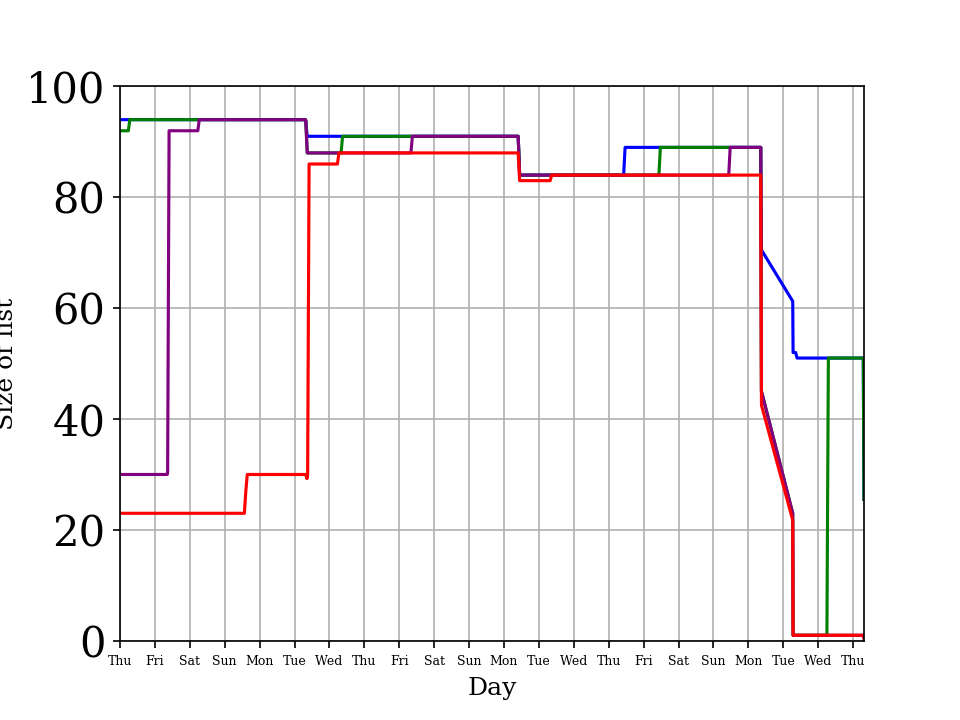 100
80
60
40
20
0
Size of list
Thu Fri Sat Sun Mon Tue Wed Thu Fri Sat Sun Mon Tue Wed Thu Fri Sat Sun Mon Tue Wed Thu
Day